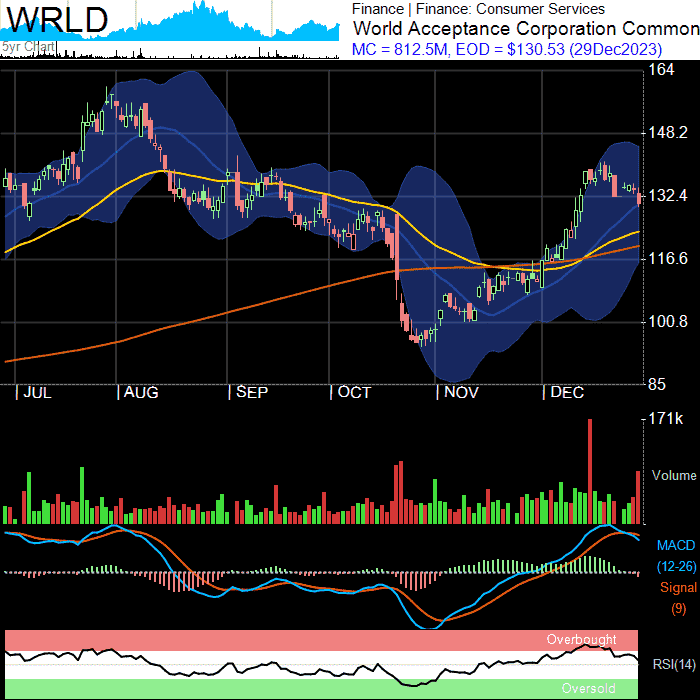 WRLD
5yr Chart
Finance | Finance: Consumer Services
World Acceptance Corporation Common
MC = 812.5M, EOD = $130.53 (29Dec2023)
164
148.2
132.4
116.6
100.8
85
JUL AUG SEP OCT NOV DEC
171k
Volume
MACD
(12-26)
Signal
(9)
Overbought
RSI(14)
Oversold